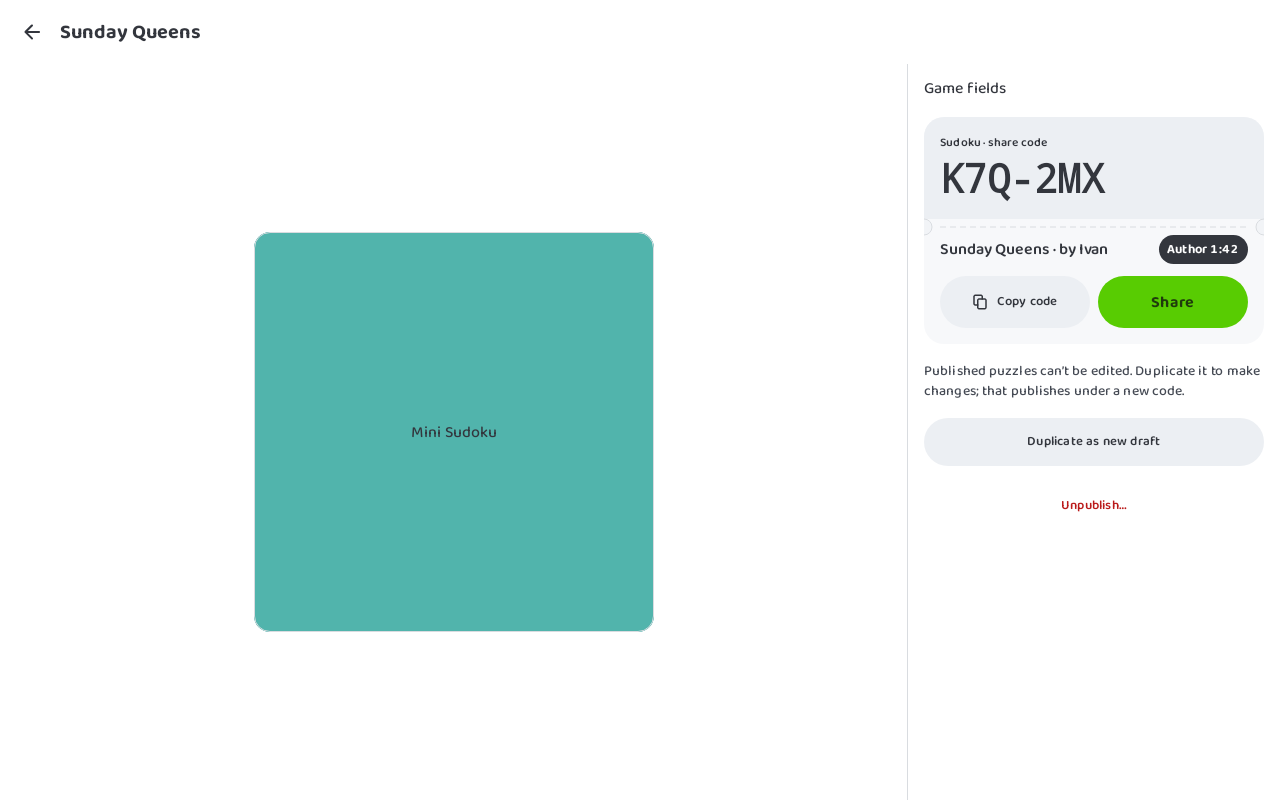 Sunday Queens
Game fields
Sudoku · share code
K7Q-2MX
Sunday Queens · by Ivan
Author 1:42
Copy code
Share
Published puzzles can't be edited. Duplicate it to make
changes; that publishes under a new code.
Mini Sudoku
Duplicate as new draft
Unpublish…